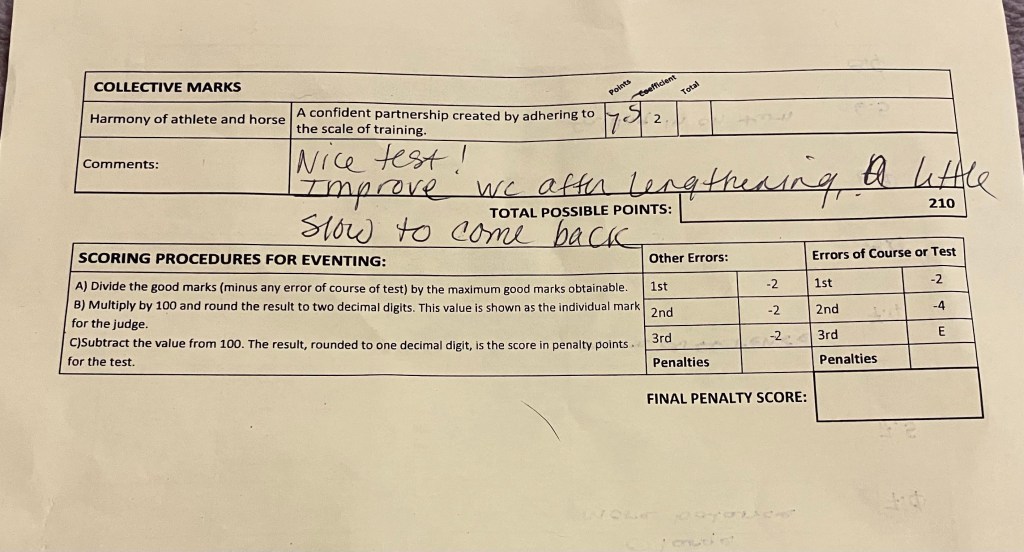 COLLECTIVE MARKS
Points Coefficient Total
Harmony of athlete and horse
A confident partnership created by adhering to
the scale of training.
7.5
2
Comments:
Nice test!
Improve wc after lengthening, a little
TOTAL POSSIBLE POINTS:
210
slow to come back
SCORING PROCEDURES FOR EVENTING:
A) Divide the good marks (minus any error of course of test) by the maximum good marks obtainable.
B) Multiply by 100 and round the result to two decimal digits. This value is shown as the individual mark
for the judge.
C)Subtract the value from 100. The result, rounded to one decimal digit, is the score in penalty points
for the test.
Other Errors:
1st -2
2nd -2
3rd -2
Penalties
Errors of Course or Test
1st -2
2nd -4
3rd E
Penalties
FINAL PENALTY SCORE: